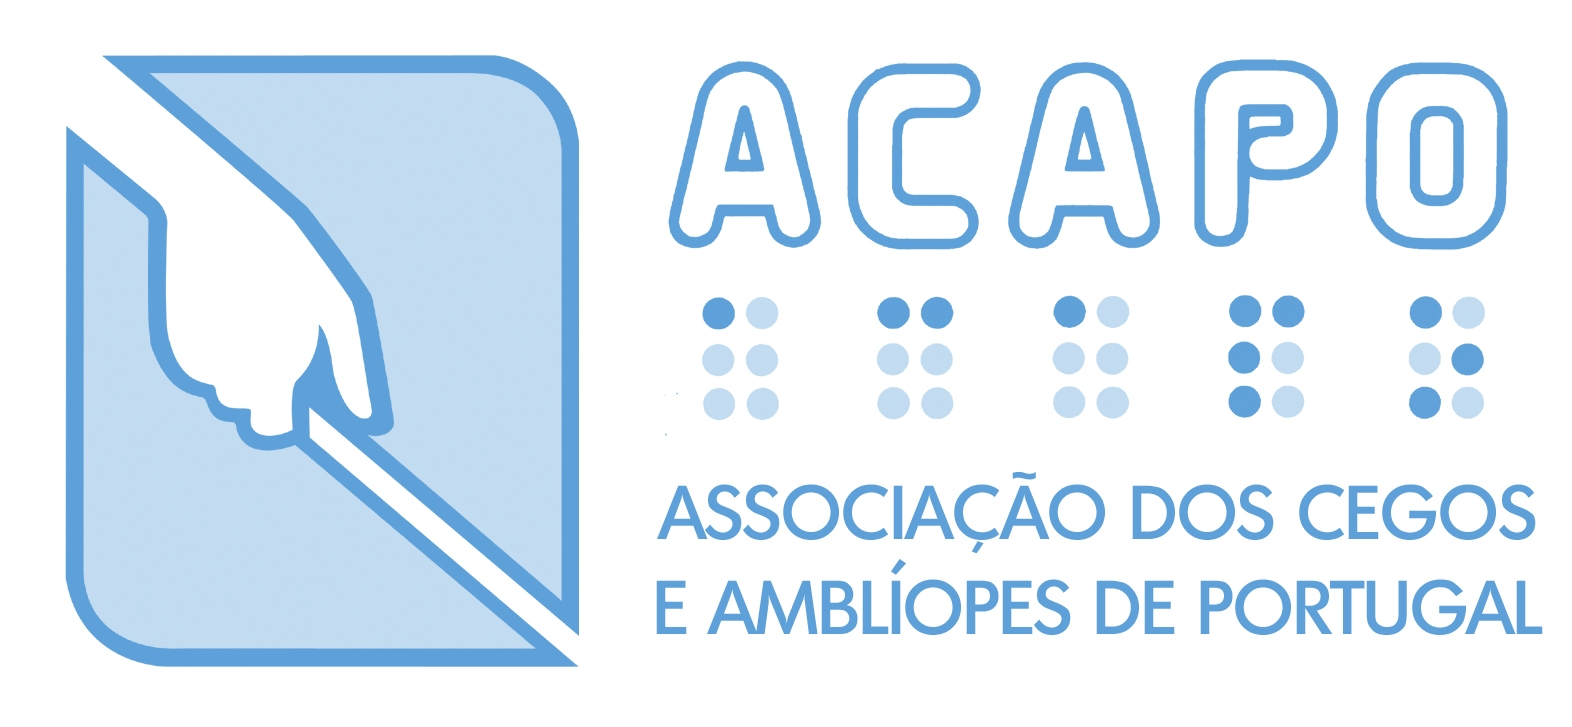 ACAPO
⠁⠉⠁⠏⠕
ASSOCIAÇÃO DOS CEGOS
E AMBLÍOPES DE PORTUGAL